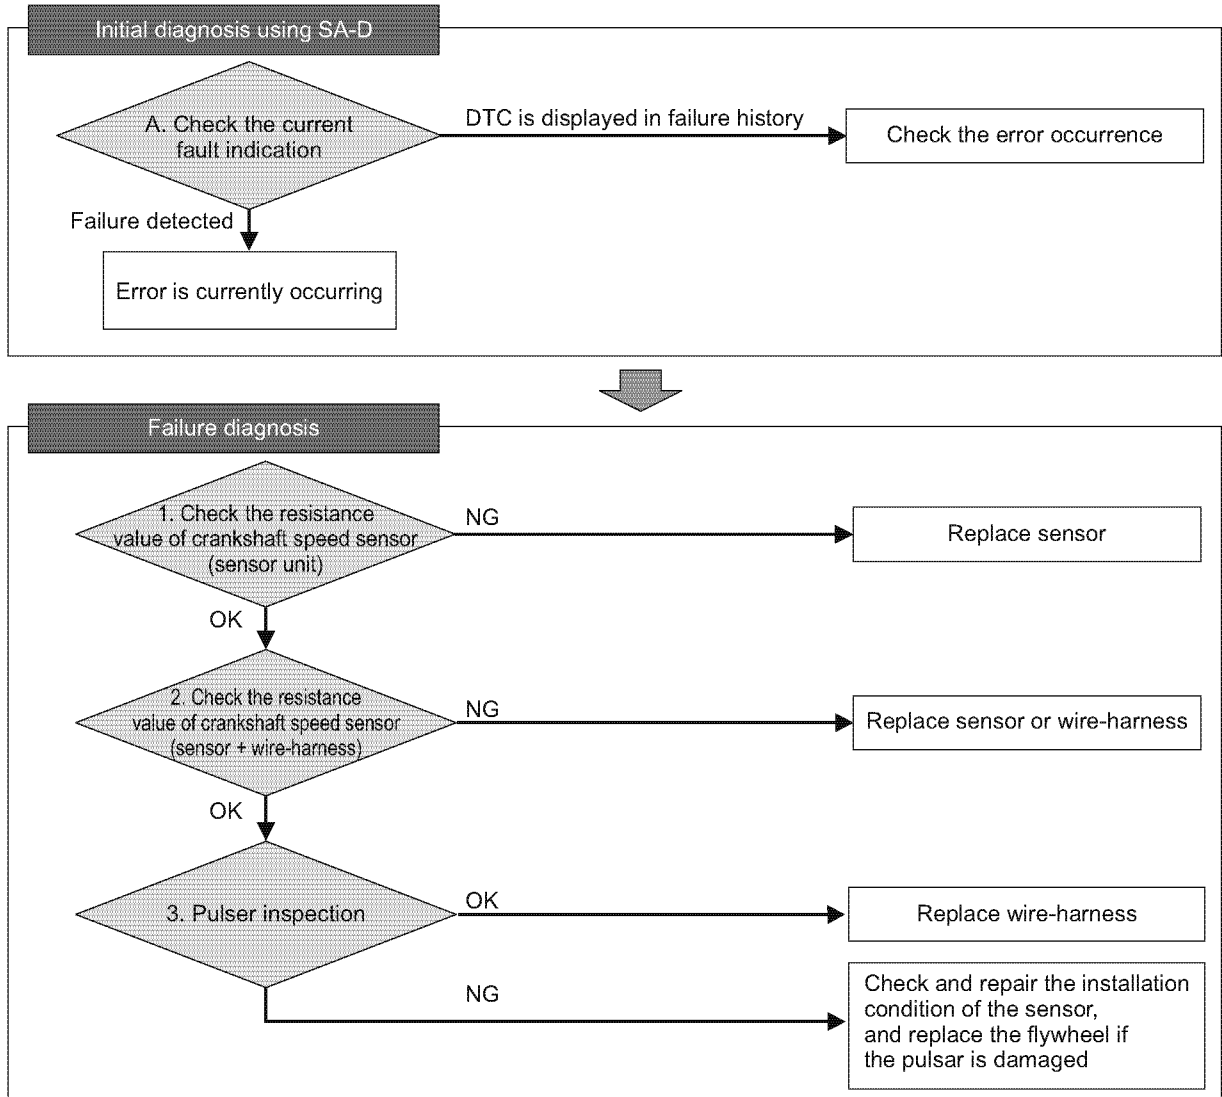 Initial diagnosis using SA-D
A. Check the current
fault indication
DTC is displayed in failure history
Check the error occurrence
Failure detected
Error is currently occurring
Failure diagnosis
1. Check the resistance
value of crankshaft speed sensor
(sensor unit)
NG
Replace sensor
OK
2. Check the resistance
value of crankshaft speed sensor
(sensor + wire-harness)
NG
Replace sensor or wire-harness
OK
3. Pulser inspection
OK
Replace wire-harness
NG
Check and repair the installation
condition of the sensor,
and replace the flywheel if
the pulsar is damaged